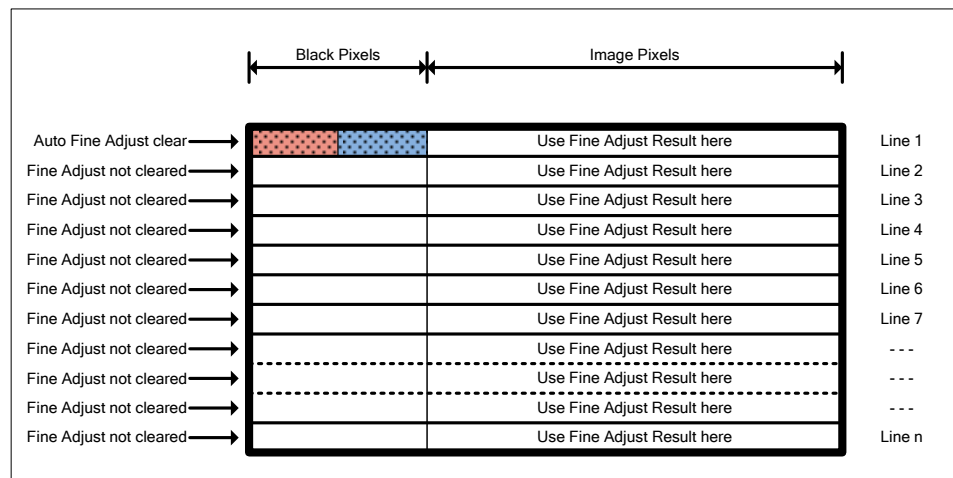 Black Pixels Image Pixels
Auto Fine Adjust clear Use Fine Adjust Result here Line 1
Fine Adjust not cleared Use Fine Adjust Result here Line 2
Fine Adjust not cleared Use Fine Adjust Result here Line 3
Fine Adjust not cleared Use Fine Adjust Result here Line 4
Fine Adjust not cleared Use Fine Adjust Result here Line 5
Fine Adjust not cleared Use Fine Adjust Result here Line 6
Fine Adjust not cleared Use Fine Adjust Result here Line 7
Fine Adjust not cleared Use Fine Adjust Result here - - -
Fine Adjust not cleared Use Fine Adjust Result here - - -
Fine Adjust not cleared Use Fine Adjust Result here - - -
Fine Adjust not cleared Use Fine Adjust Result here Line n